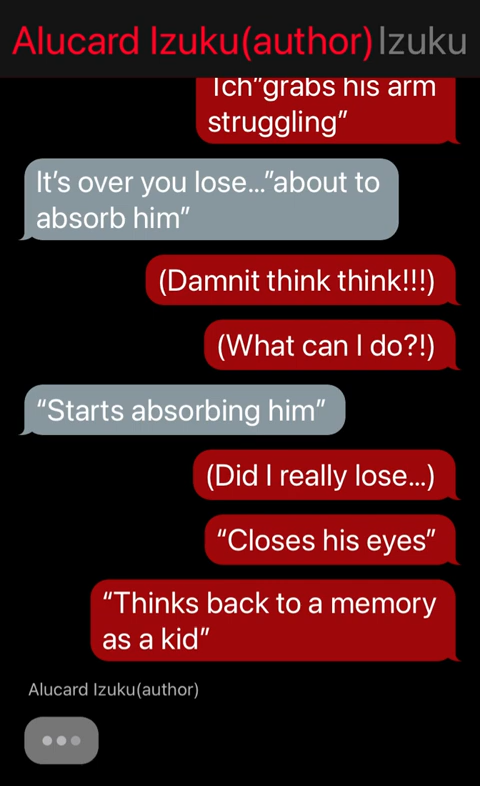 Alucard Izuku(author) Izuku
Tch”grabs his arm
struggling”
It’s over you lose...”about to
absorb him”
(Damnit think think!!!)
(What can I do?!)
“Starts absorbing him”
(Did I really lose...)
“Closes his eyes”
“Thinks back to a memory
as a kid”
Alucard Izuku(author)